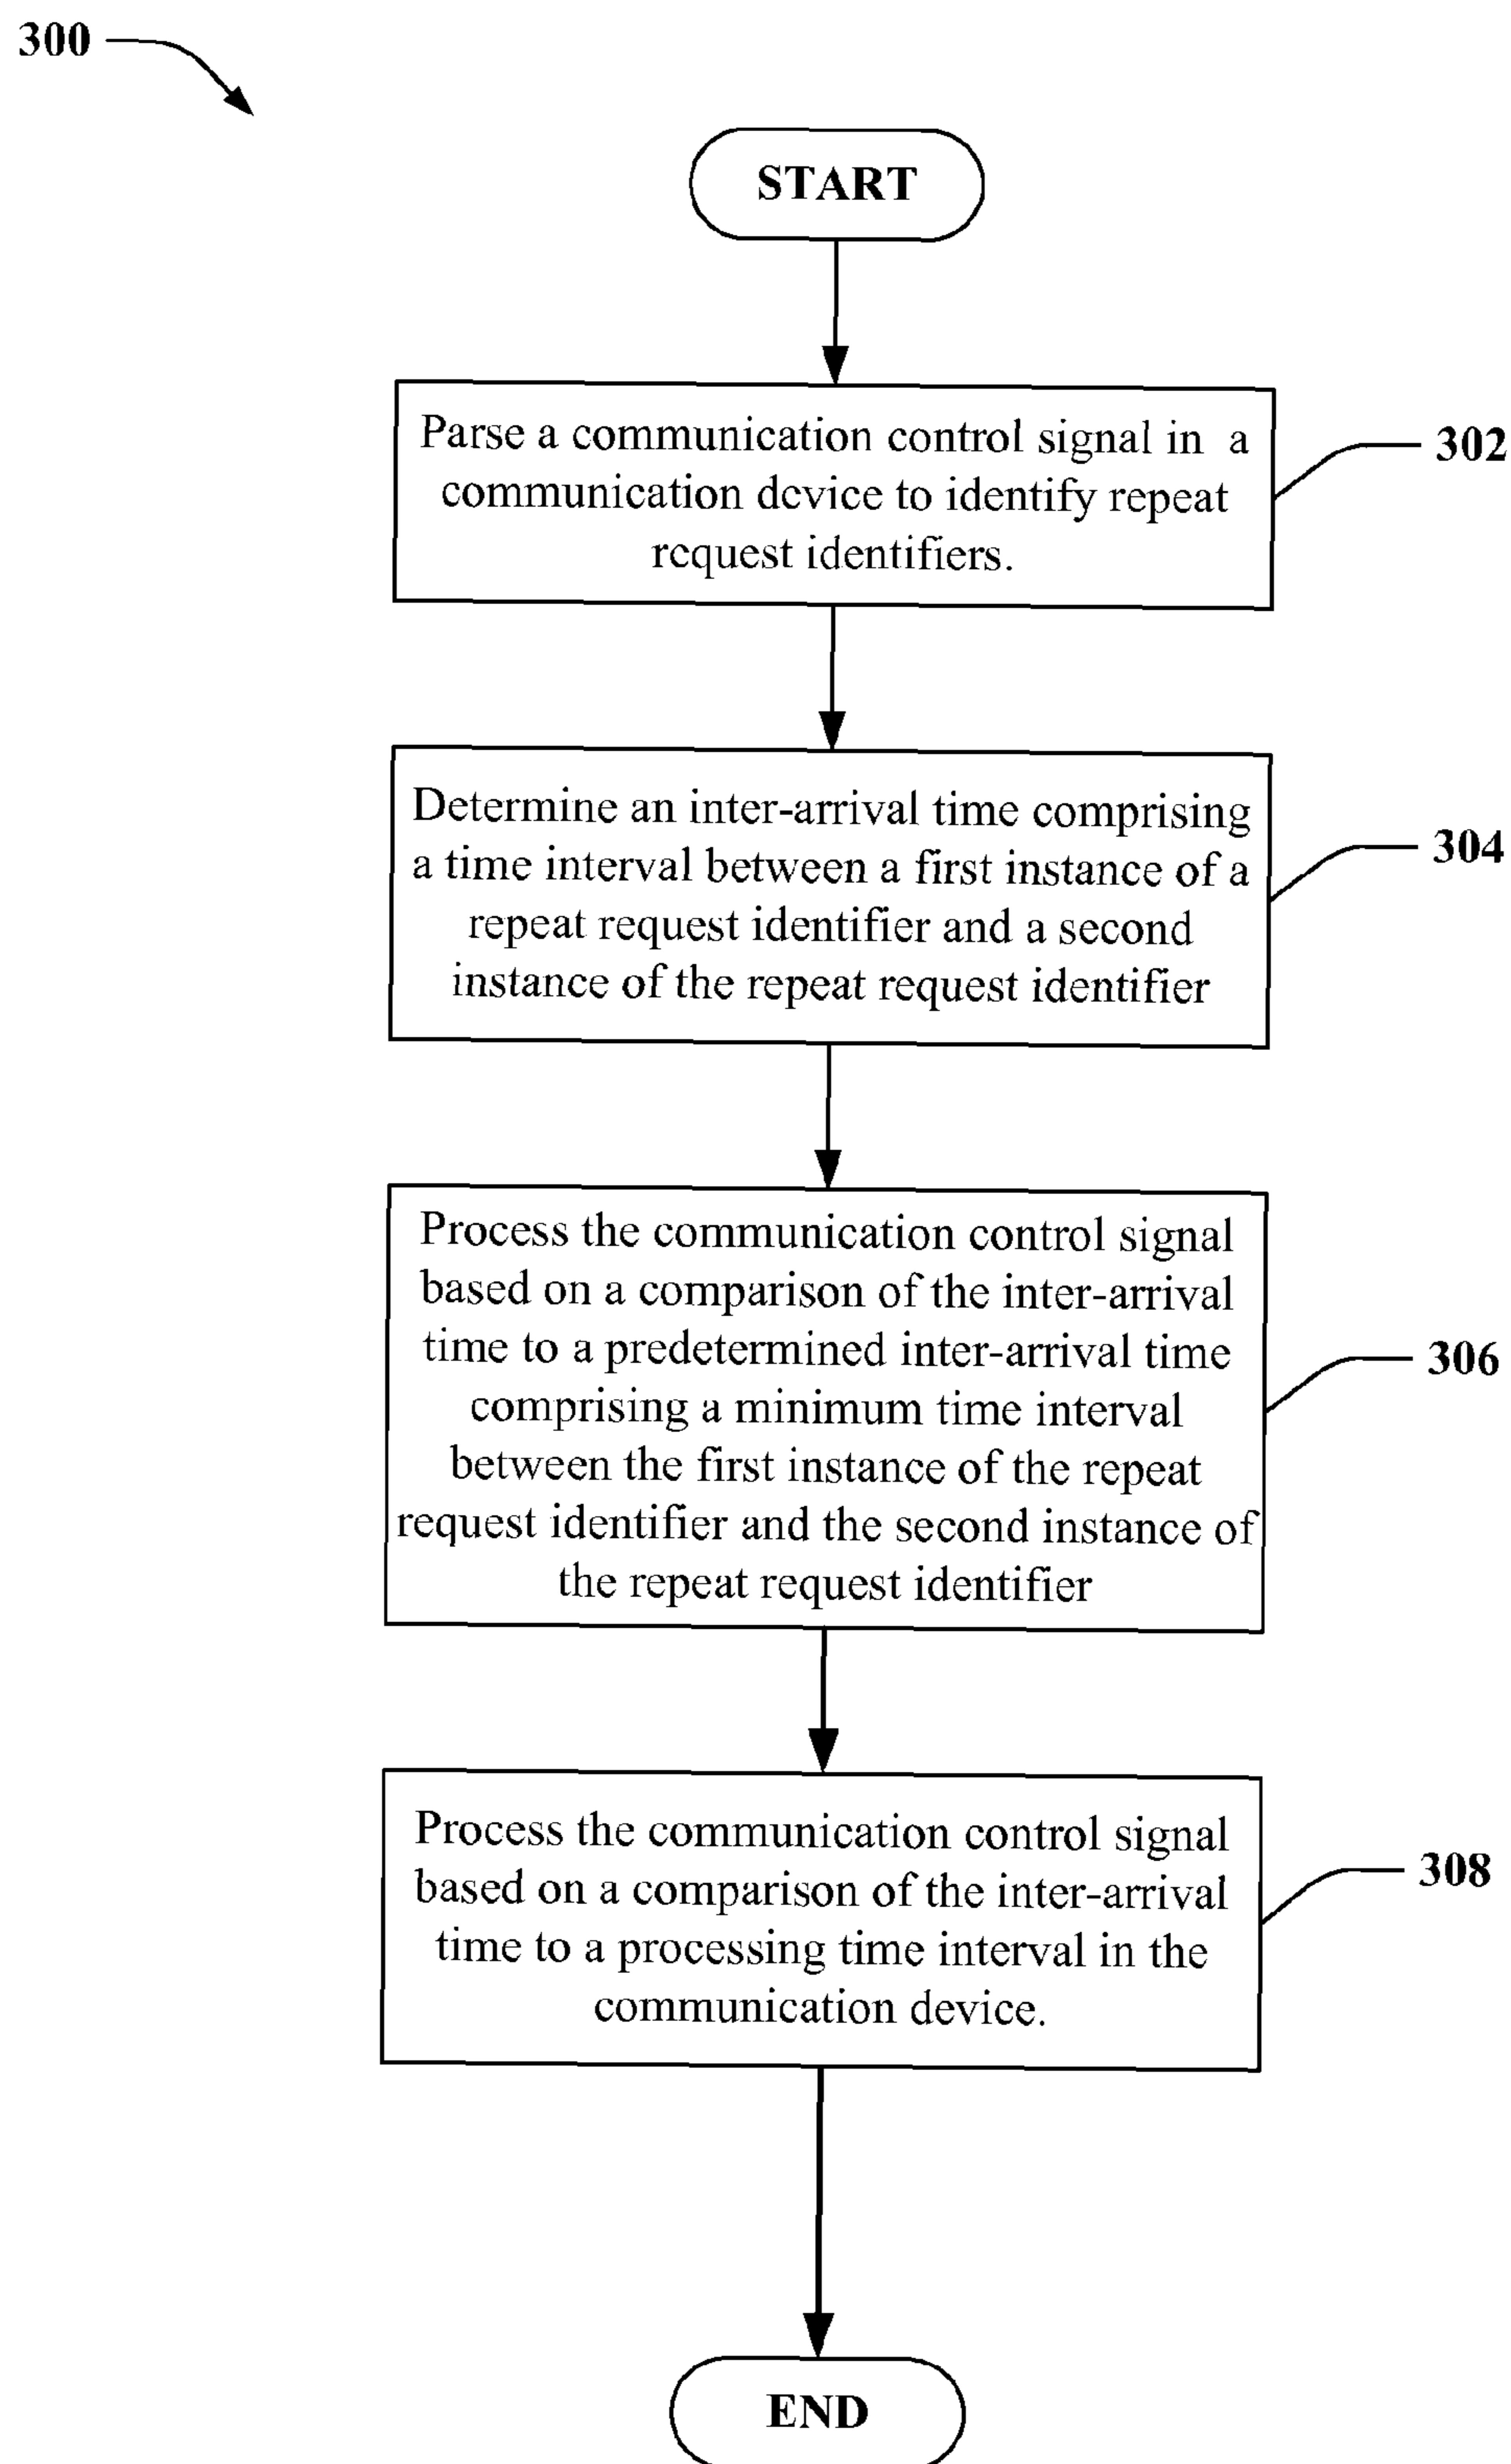 300
START
Parse a communication control signal in a
communication device to identify repeat
request identifiers.
302
Determine an inter-arrival time comprising
a time interval between a first instance of a
repeat request identifier and a second
instance of the repeat request identifier
304
Process the communication control signal
based on a comparison of the inter-arrival
time to a predetermined inter-arrival time
comprising a minimum time interval
between the first instance of the repeat
request identifier and the second instance of
the repeat request identifier
306
Process the communication control signal
based on a comparison of the inter-arrival
time to a processing time interval in the
communication device.
308
END